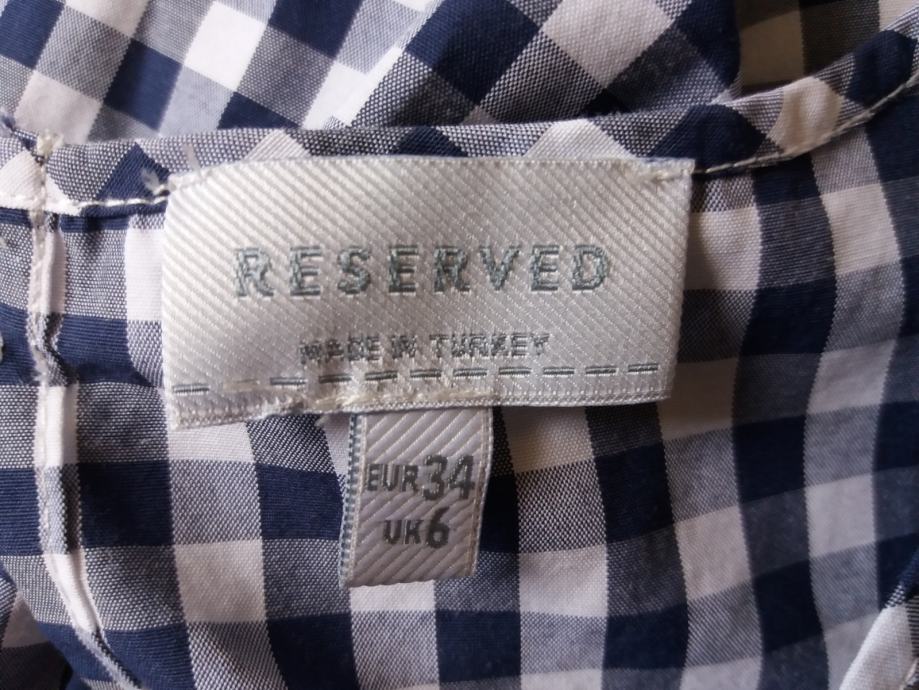 RESERVED
MADE IN TURKEY
EUR 34
UK 6